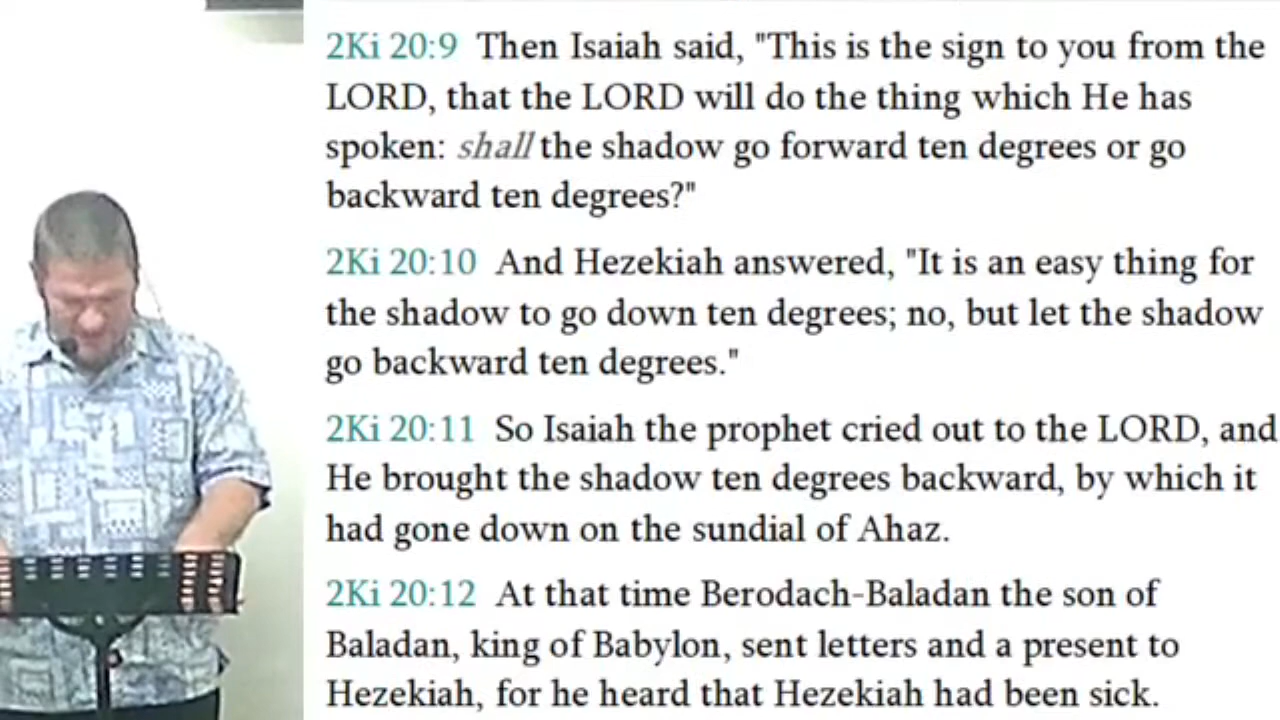 2Ki 20:9 Then Isaiah said, "This is the sign to you from the
LORD, that the LORD will do the thing which He has
spoken: shall the shadow go forward ten degrees or go
backward ten degrees?"
2Ki 20:10 And Hezekiah answered, "It is an easy thing for
the shadow to go down ten degrees; no, but let the shadow
go backward ten degrees."
2Ki 20:11 So Isaiah the prophet cried out to the LORD, and
He brought the shadow ten degrees backward, by which it
had gone down on the sundial of Ahaz.
2Ki 20:12 At that time Berodach-Baladan the son of
Baladan, king of Babylon, sent letters and a present to
Hezekiah, for he heard that Hezekiah had been sick.